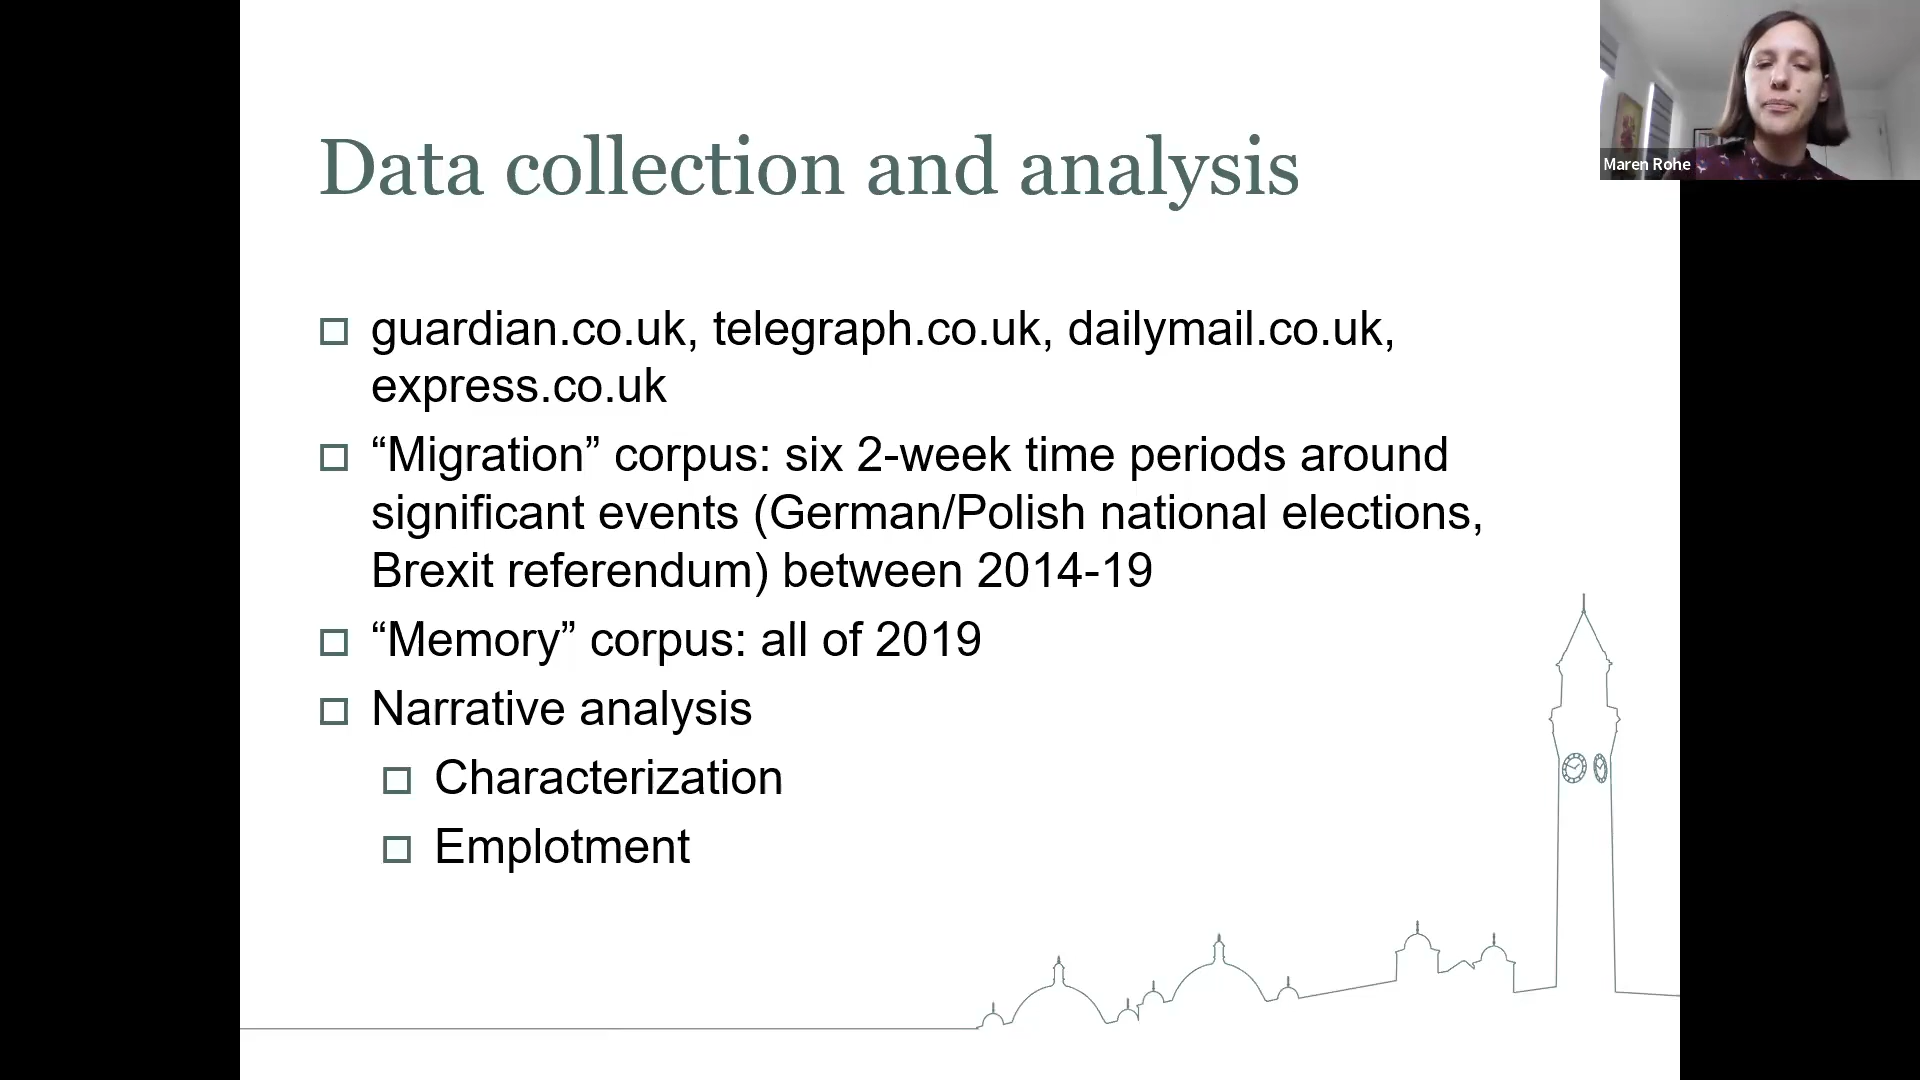 Data collection and analysis
guardian.co.uk, telegraph.co.uk, dailymail.co.uk,
express.co.uk
“Migration” corpus: six 2-week time periods around
significant events (German/Polish national elections,
Brexit referendum) between 2014-19
“Memory” corpus: all of 2019
Narrative analysis
Characterization
Emplotment
Maren Rohe